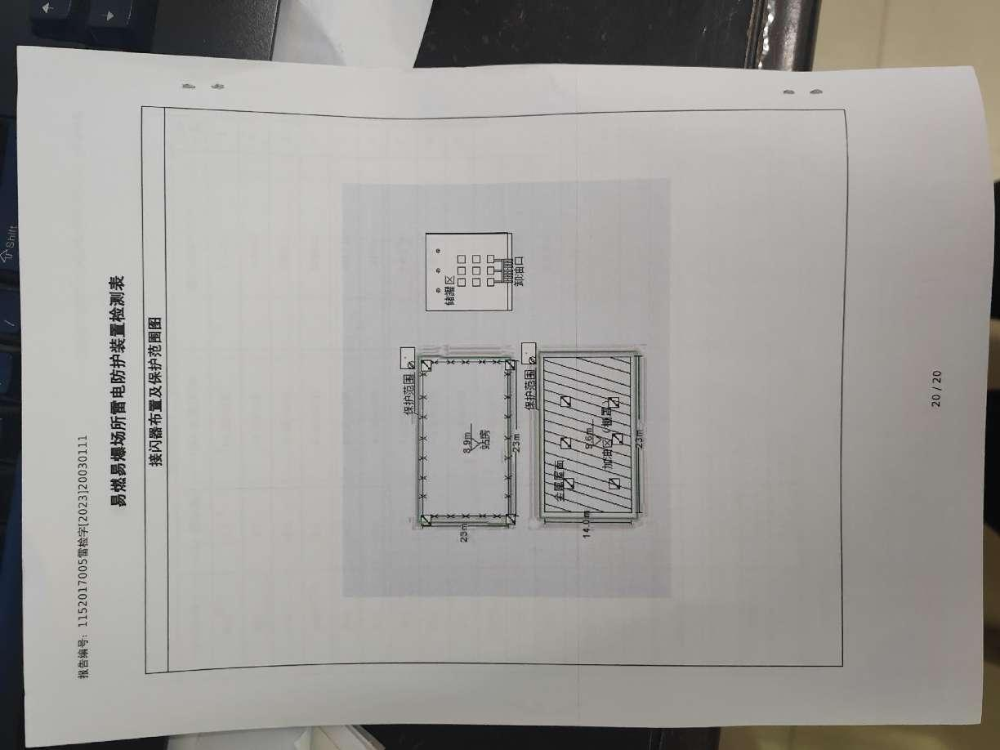 报告编号：1152017005雷检字[2023]20030111
易燃易爆场所雷电防护装置检测表
接闪器布置及保护范围图
保护范围
储罐区
卸油口
8.9m
站房
23m
23m
保护范围
金属屋面
9.6m
加油区（棚罩）
14.0m
23m
20 / 20
Shift